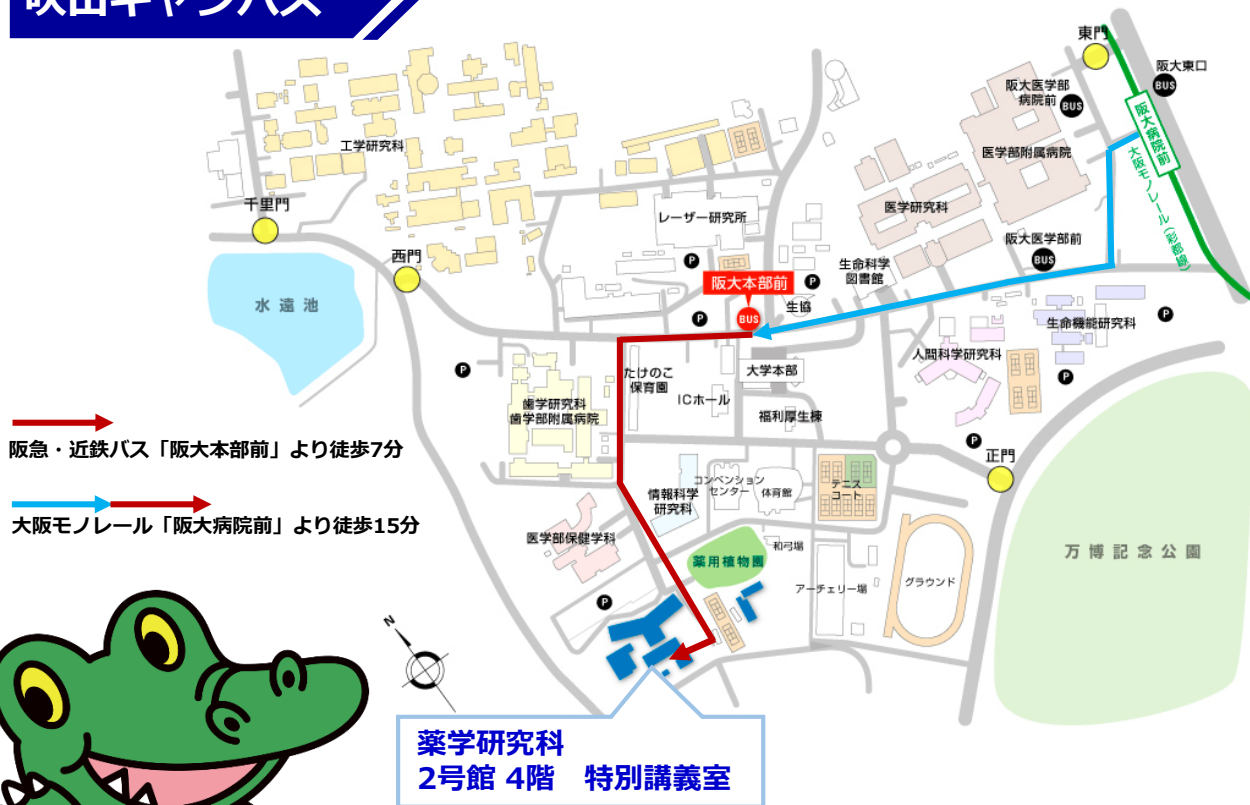 吹田キャンパス
東門
阪大東口
BUS
阪大医学部
病院前
BUS
阪大病院前
大阪モノレール（彩都線）
工学研究科
医学部附属病院
千里門
レーザー研究所
医学研究科
西門
P
阪大医学部前
BUS
生命科学
図書館
阪大本部前
P
水遠池
生協
P
BUS
P
生命機能研究科
人間科学研究科
P
たけのこ
保育園
大学本部
P
ICホール
歯学研究科
歯学部附属病院
福利厚生棟
阪急・近鉄バス「阪大本部前」より徒歩7分
P
正門
コンベンション
センター
体育館
テニス
コート
情報科学
研究科
大阪モノレール「阪大病院前」より徒歩15分
医学部保健学科
和弓場
万博記念公園
薬用植物園
アーチェリー場
グラウンド
P
N
薬学研究科
2号館 4階　特別講義室